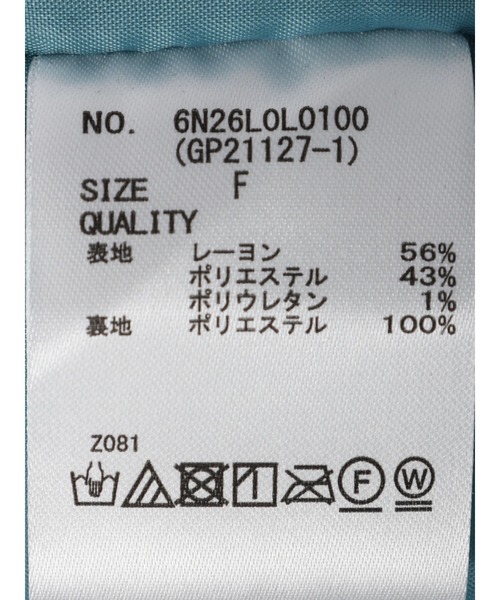 NO. 6N26L0L0100
(GP21127-1)
SIZE F
QUALITY
表地 レーヨン 56%
ポリエステル 43%
ポリウレタン 1%
裏地 ポリエステル 100%
Z081
F W